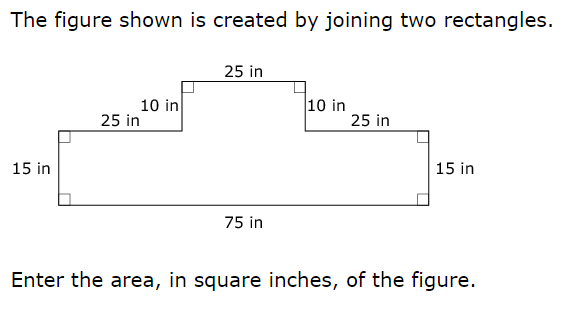 The figure shown is created by joining two rectangles.
25 in
10 in
10 in
25 in
25 in
15 in
15 in
75 in
Enter the area, in square inches, of the figure.